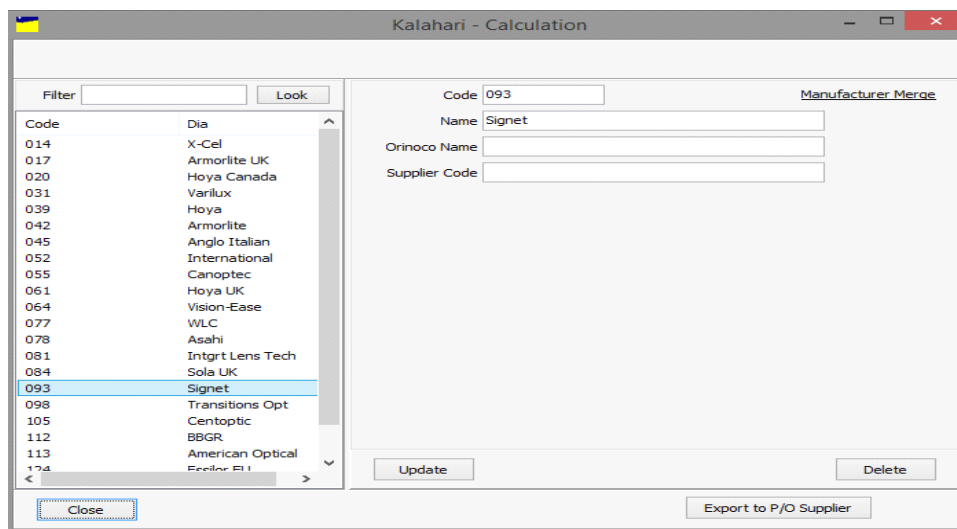 Kalahari - Calculation
Filter
Look
Code Dia
014 X-Cel
017 Armorlite UK
020 Hoya Canada
031 Varilux
039 Hoya
042 Armorlite
045 Anglo Italian
052 International
055 Canoptec
061 Hoya UK
064 Vision-Ease
077 WLC
078 Asahi
081 Intgrt Lens Tech
084 Sola UK
093 Signet
098 Transitions Opt
105 Centoptic
112 BBGR
113 American Optical
124 Essilor EU
Code 093
Manufacturer Merge
Name Signet
Orinoco Name
Supplier Code
Update
Delete
Close
Export to P/O Supplier